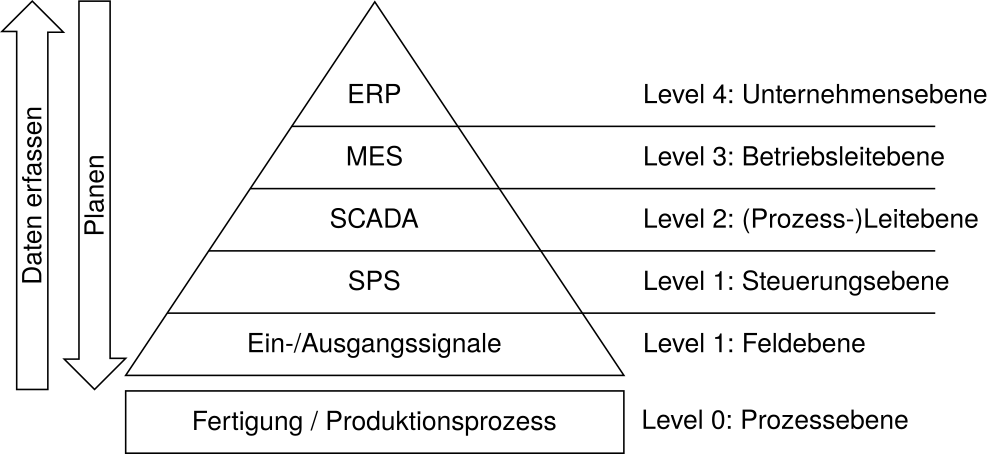 Daten erfassen
Planen
ERP
Level 4: Unternehmensebene
MES
Level 3: Betriebsleitebene
SCADA
Level 2: (Prozess-)Leitebene
SPS
Level 1: Steuerungsebene
Ein-/Ausgangssignale
Level 1: Feldebene
Fertigung / Produktionsprozess
Level 0: Prozessebene